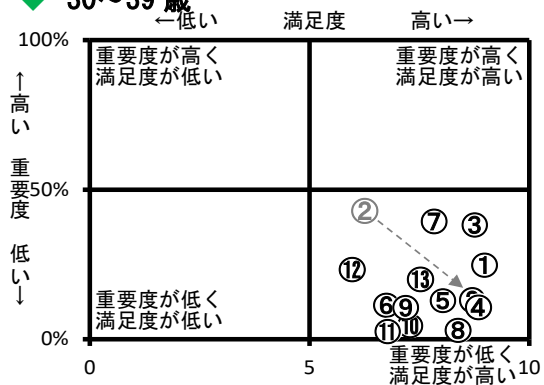 30～39 歳
←低い　満足度　高い→
100%
重要度が高く
満足度が低い
重要度が高く
満足度が高い
←低い　重要度　高い→
50%
②
⑦
③
①
⑫
⑬
⑤
④
⑥
⑨
⑩
⑪
⑧
重要度が低く
満足度が低い
0%
重要度が低く
満足度が高い
0
5
10